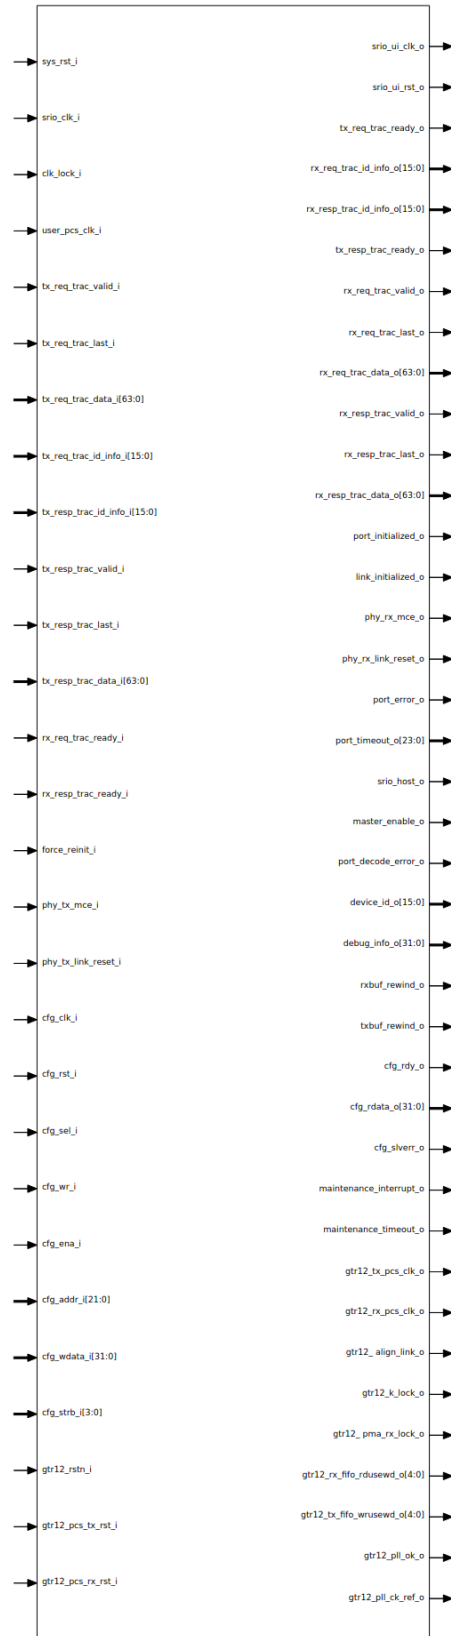 sys_rst_i
srio_clk_i
clk_lock_i
user_pcs_clk_i
tx_req_trac_valid_i
tx_req_trac_last_i
tx_req_trac_data_i[63:0]
tx_req_trac_id_info_i[15:0]
tx_resp_trac_id_info_i[15:0]
tx_resp_trac_valid_i
tx_resp_trac_last_i
tx_resp_trac_data_i[63:0]
rx_req_trac_ready_i
rx_resp_trac_ready_i
force_reinit_i
phy_tx_mce_i
phy_tx_link_reset_i
cfg_clk_i
cfg_rst_i
cfg_sel_i
cfg_wr_i
cfg_ena_i
cfg_addr_i[21:0]
cfg_wdata_i[31:0]
cfg_strb_i[3:0]
gtr12_rstn_i
gtr12_pcs_tx_rst_i
gtr12_pcs_rx_rst_i
srio_ui_clk_o
srio_ui_rst_o
tx_req_trac_ready_o
rx_req_trac_id_info_o[15:0]
rx_resp_trac_id_info_o[15:0]
tx_resp_trac_ready_o
rx_req_trac_valid_o
rx_req_trac_last_o
rx_req_trac_data_o[63:0]
rx_resp_trac_valid_o
rx_resp_trac_last_o
rx_resp_trac_data_o[63:0]
port_initialized_o
link_initialized_o
phy_rx_mce_o
phy_rx_link_reset_o
port_error_o
port_timeout_o[23:0]
srio_host_o
master_enable_o
port_decode_error_o
device_id_o[15:0]
debug_info_o[31:0]
rxbuf_rewind_o
txbuf_rewind_o
cfg_rdy_o
cfg_rdata_o[31:0]
cfg_slverr_o
maintenance_interrupt_o
maintenance_timeout_o
gtr12_tx_pcs_clk_o
gtr12_rx_pcs_clk_o
gtr12_ align_link_o
gtr12_k_lock_o
gtr12_ pma_rx_lock_o
gtr12_rx_fifo_rdusewd_o[4:0]
gtr12_tx_fifo_wrusewd_o[4:0]
gtr12_pll_ok_o
gtr12_pll_ck_ref_o